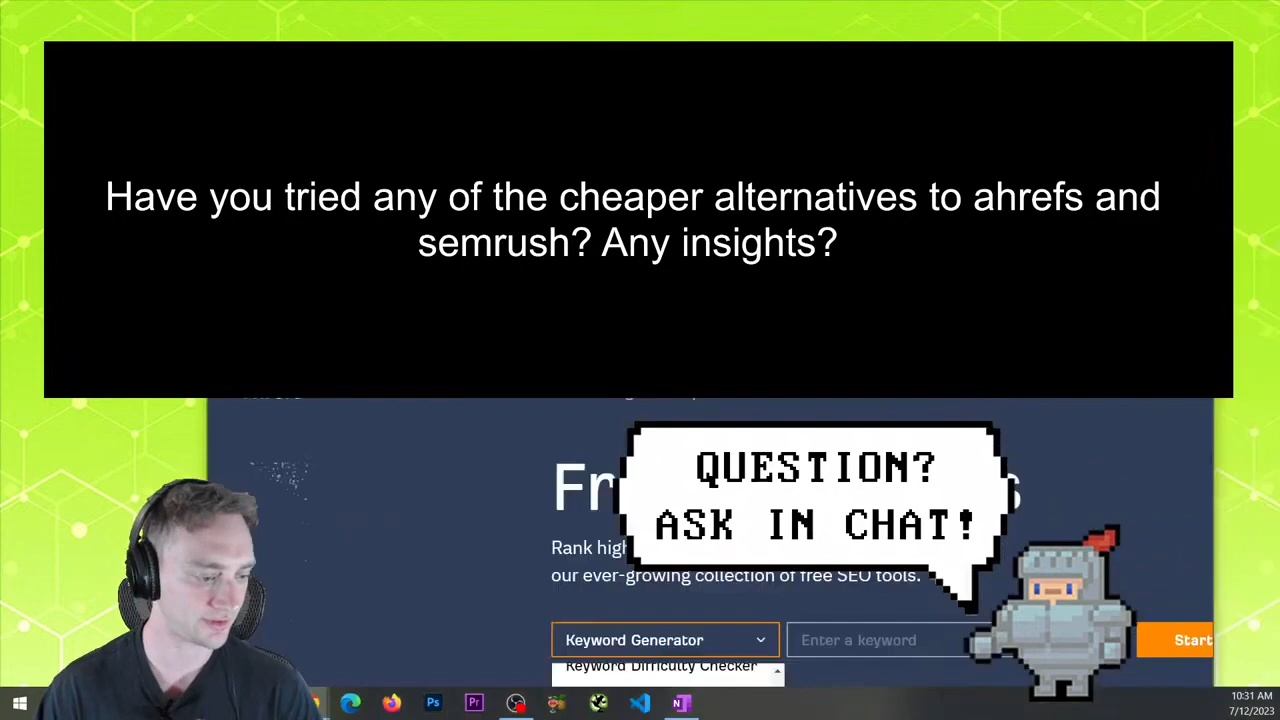 Have you tried any of the cheaper alternatives to ahrefs and
semrush? Any insights?
QUESTION?
ASK IN CHAT!
Fr
s
Rank high
our ever-growing collection of free SEO tools.
Keyword Generator
Enter a keyword
Start
Keyword Difficulty Checker
Ps
Pr
N
10:31 AM
7/12/2023